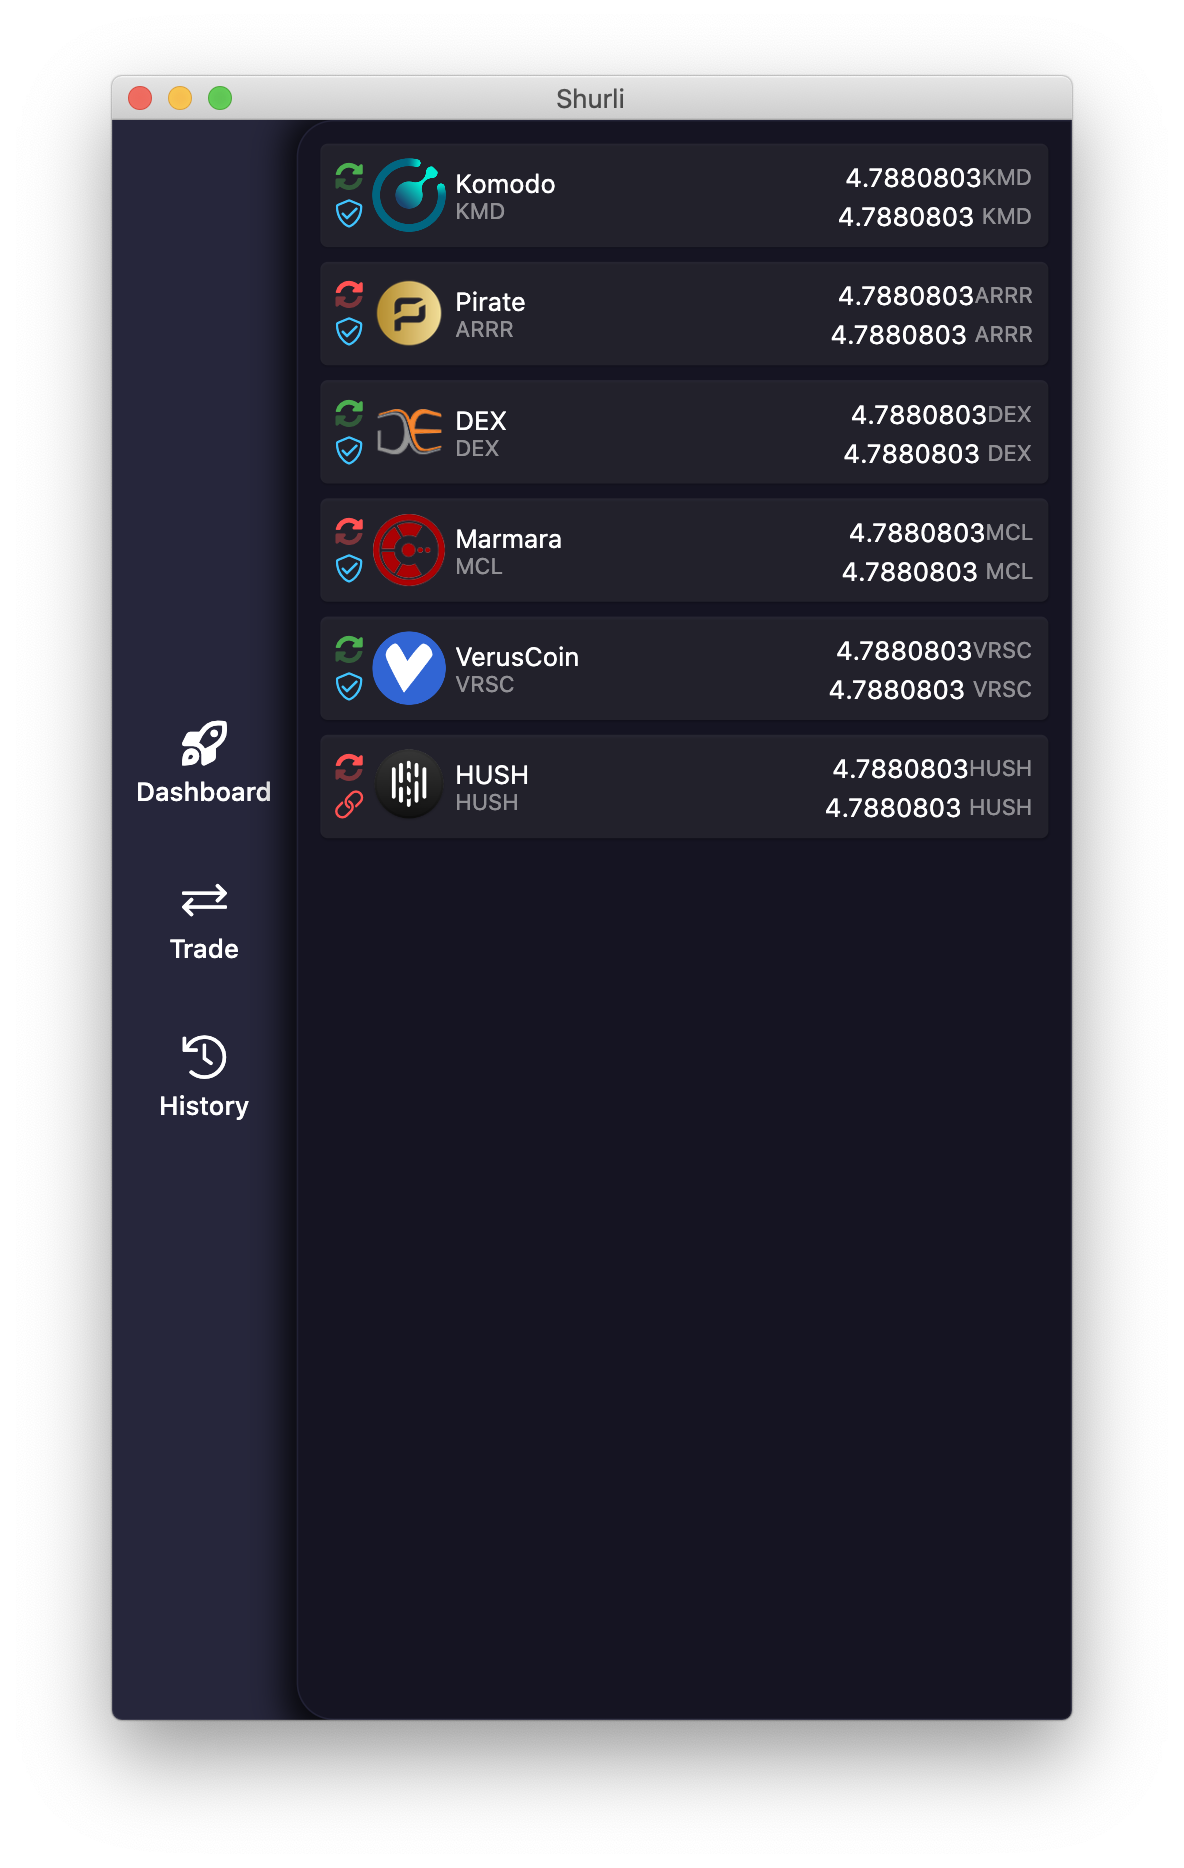 Shurli
Komodo
KMD
4.7880803KMD
4.7880803 KMD
Pirate
ARRR
4.7880803ARRR
4.7880803 ARRR
DEX
DEX
4.7880803DEX
4.7880803 DEX
Marmara
MCL
4.7880803MCL
4.7880803 MCL
VerusCoin
VRSC
4.7880803VRSC
4.7880803 VRSC
HUSH
HUSH
4.7880803HUSH
4.7880803 HUSH
Dashboard
Trade
History